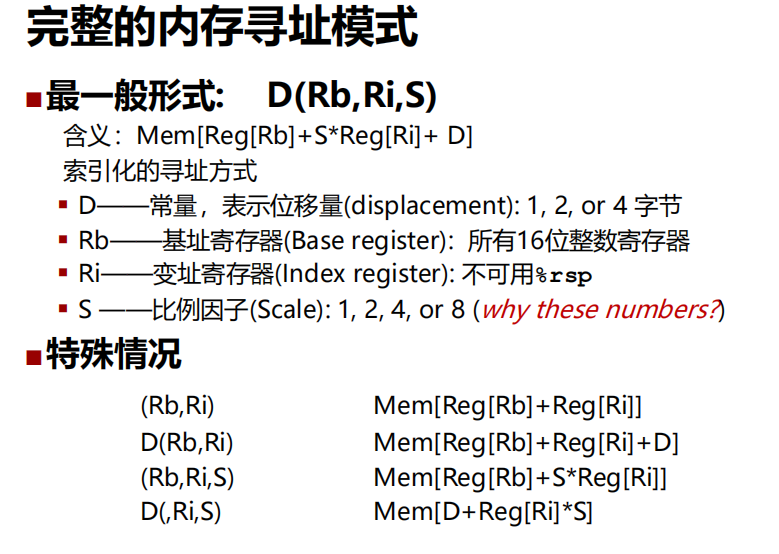 完整的内存寻址模式
■最一般形式: D(Rb,Ri,S)
含义：Mem[Reg[Rb]+S*Reg[Ri]+ D]
索引化的寻址方式
▪ D——常量，表示位移量(displacement): 1, 2, or 4 字节
▪ Rb——基址寄存器(Base register)：所有16位整数寄存器
▪ Ri——变址寄存器(Index register): 不可用%rsp
▪ S ——比例因子(Scale): 1, 2, 4, or 8 (why these numbers?)
■特殊情况
(Rb,Ri) Mem[Reg[Rb]+Reg[Ri]]
D(Rb,Ri) Mem[Reg[Rb]+Reg[Ri]+D]
(Rb,Ri,S) Mem[Reg[Rb]+S*Reg[Ri]]
D(,Ri,S) Mem[D+Reg[Ri]*S]